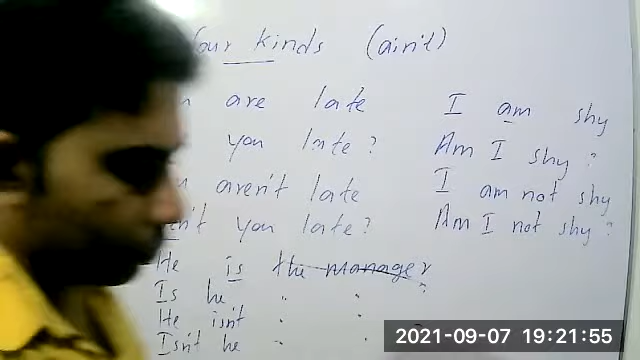 Four kinds (ain't)
are late
you late?
aren't late
you late?
I am shy
Am I shy?
I am not shy
Am I not shy?
He is the manager
Is he " "
He isn't " "
Isn't he " "
2021-09-07 19:21:55